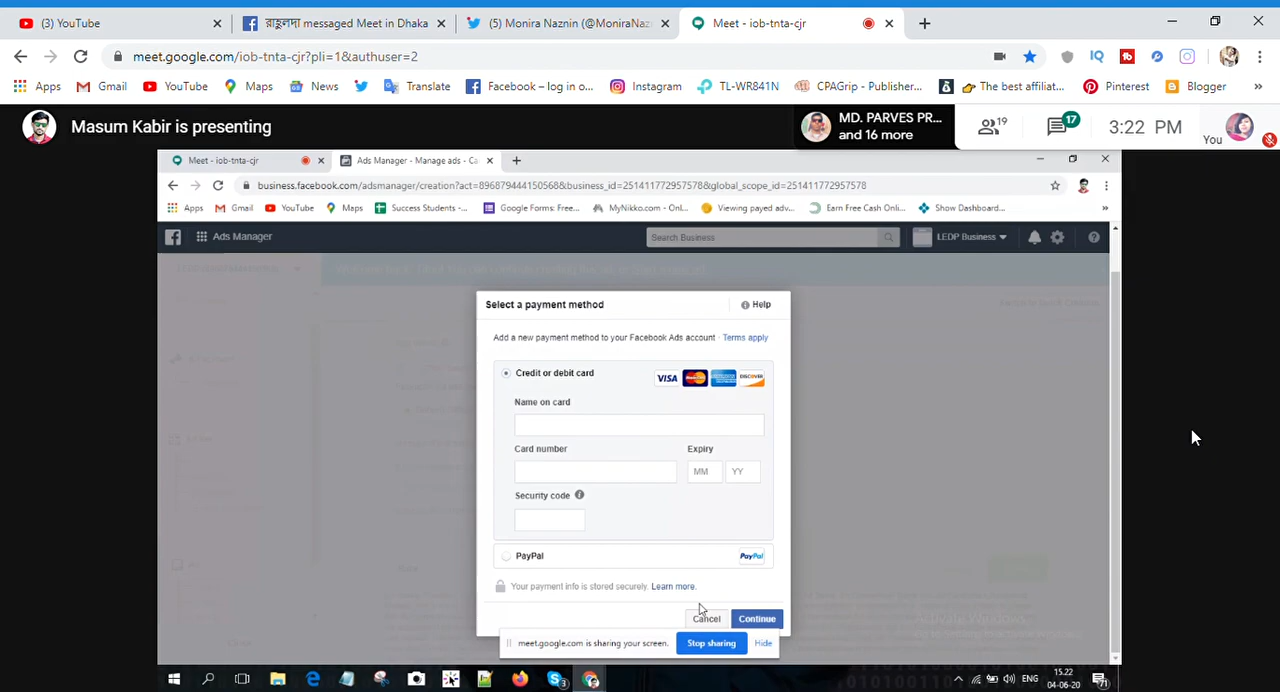 (3) YouTube
রাহুলদা messaged Meet in Dhaka
(5) Monira Naznin (@MoniraNaz
Meet - iob-tnta-cjr
meet.google.com/iob-tnta-cjr?pli=1&authuser=2
Apps
Gmail
YouTube
Maps
News
Translate
Facebook – log in o...
Instagram
TL-WR841N
CPAGrip - Publisher...
The best affiliat...
Pinterest
Blogger
»
Masum Kabir is presenting
MD. PARVES PR...
and 16 more
19
17
3:22 PM
You
Meet - iob-tnta-cjr
Ads Manager - Manage ads - Ca
business.facebook.com/adsmanager/creation?act=896879444150568&business_id=251411772957578&global_scope_id=251411772957578
Apps
Gmail
YouTube
Maps
Success Students -...
Google Forms: Free...
MyNikko.com - Onl...
Viewing payed adv...
Earn Free Cash Onli...
Show Dashboard...
»
Ads Manager
Search Business
LEDP Business
Select a payment method
Help
Add a new payment method to your Facebook Ads account · Terms apply
Credit or debit card
VISA
MasterCard
DISCOVER
Name on card
Card number
Expiry
MM
YY
Security code
PayPal
PayPal
Your payment info is stored securely. Learn more.
Cancel
Continue
meet.google.com is sharing your screen.
Stop sharing
Hide
ENG
15.22
04-06-20